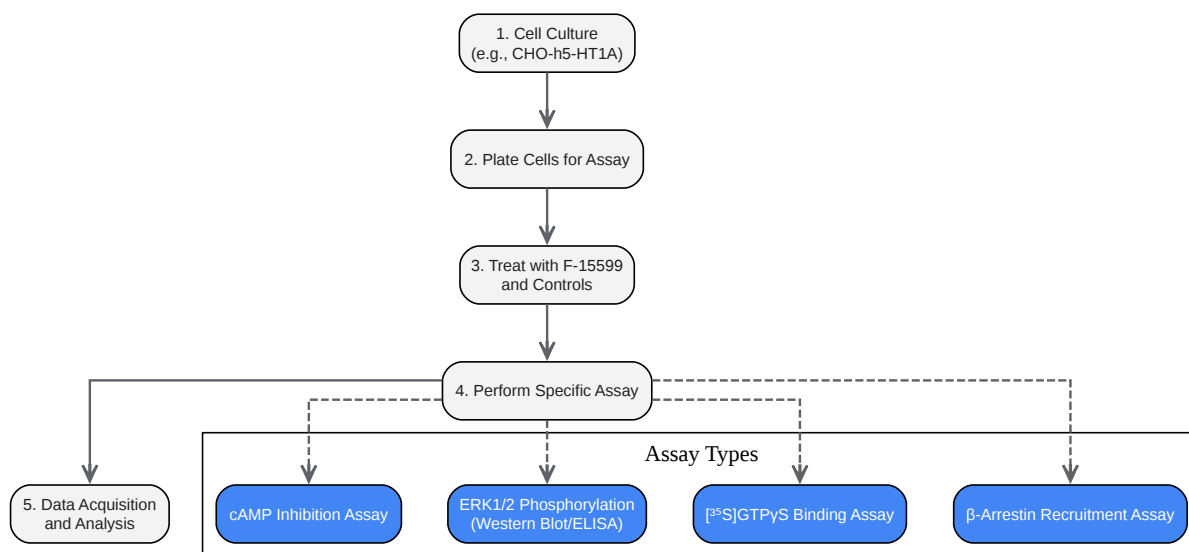 1. Cell Culture
(e.g., CHO-h5-HT1A)
2. Plate Cells for Assay
3. Treat with F-15599
and Controls
4. Perform Specific Assay
Assay Types
5. Data Acquisition
and Analysis
cAMP Inhibition Assay
ERK1/2 Phosphorylation
(Western Blot/ELISA)
[³⁵S]GTPγS Binding Assay
β-Arrestin Recruitment Assay